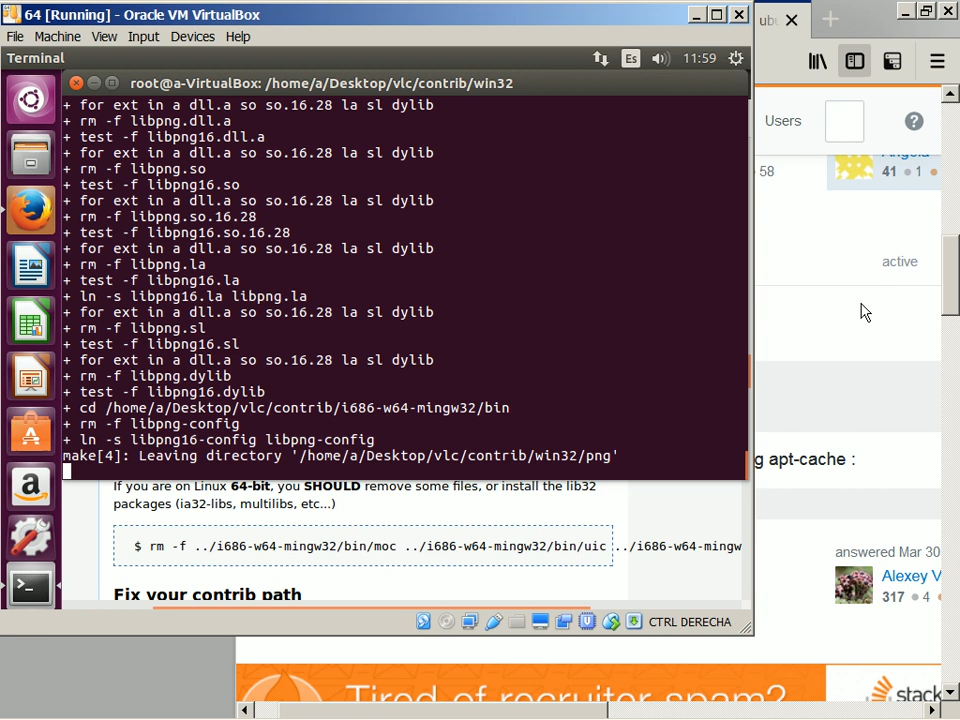 64 [Running] - Oracle VM VirtualBox
File Machine View Input Devices Help
Terminal
Es
11:59
root@a-VirtualBox: /home/a/Desktop/vlc/contrib/win32
+ for ext in a dll.a so so.16.28 la sl dylib
+ rm -f libpng.dll.a
+ test -f libpng16.dll.a
+ for ext in a dll.a so so.16.28 la sl dylib
+ rm -f libpng.so
+ test -f libpng16.so
+ for ext in a dll.a so so.16.28 la sl dylib
+ rm -f libpng.so.16.28
+ test -f libpng16.so.16.28
+ for ext in a dll.a so so.16.28 la sl dylib
+ rm -f libpng.la
+ test -f libpng16.la
+ ln -s libpng16.la libpng.la
+ for ext in a dll.a so so.16.28 la sl dylib
+ rm -f libpng.sl
+ test -f libpng16.sl
+ for ext in a dll.a so so.16.28 la sl dylib
+ rm -f libpng.dylib
+ test -f libpng16.dylib
+ cd /home/a/Desktop/vlc/contrib/i686-w64-mingw32/bin
+ rm -f libpng-config
+ ln -s libpng16-config libpng-config
make[4]: Leaving directory '/home/a/Desktop/vlc/contrib/win32/png'
If you are on Linux 64-bit, you SHOULD remove some files, or install the lib32
packages (ia32-libs, multilibs, etc...)
$ rm -f ../i686-w64-mingw32/bin/moc ../i686-w64-mingw32/bin/uic ../i686-w64-mingw
Fix your contrib path
CTRL DERECHA
ubu
Users
58
41 1
active
g apt-cache :
answered Mar 30
Alexey V
317 4
Tired of recruiter spam?
stack